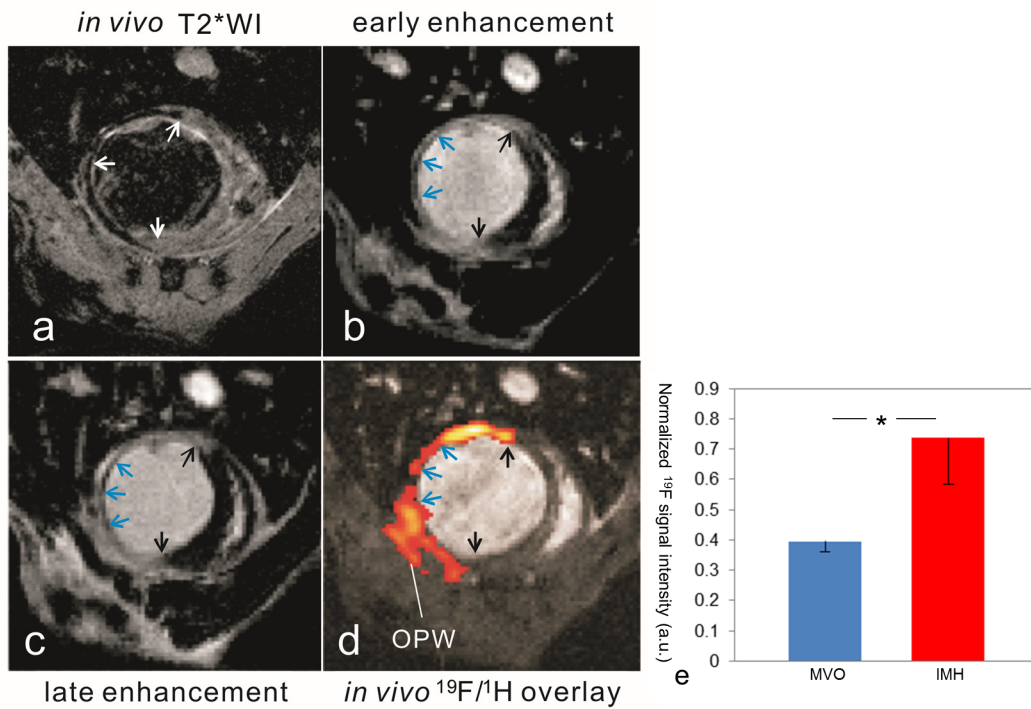 in vivo T2*WI
early enhancement
a
b
c
d
OPW
late enhancement
in vivo ¹⁹F/¹H overlay
Normalized ¹⁹F signal intensity (a.u.)
0.9
0.8
0.7
0.6
0.5
0.4
0.3
0.2
0.1
0
*
MVO
IMH
e